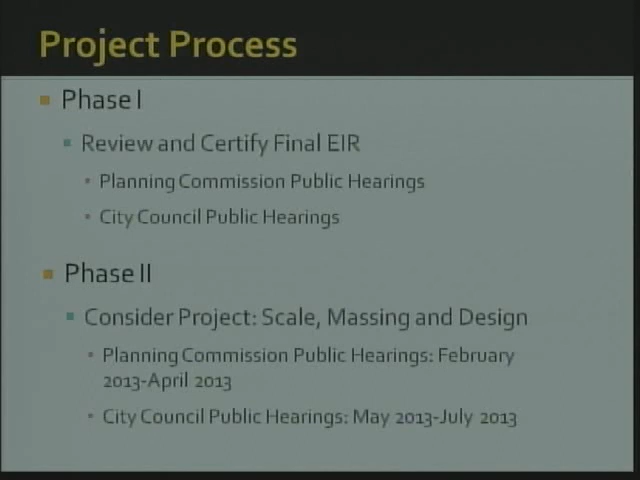 Project Process
Phase I
Review and Certify Final EIR
Planning Commission Public Hearings
City Council Public Hearings
Phase II
Consider Project: Scale, Massing and Design
Planning Commission Public Hearings: February
2013-April 2013
City Council Public Hearings: May 2013-July 2013